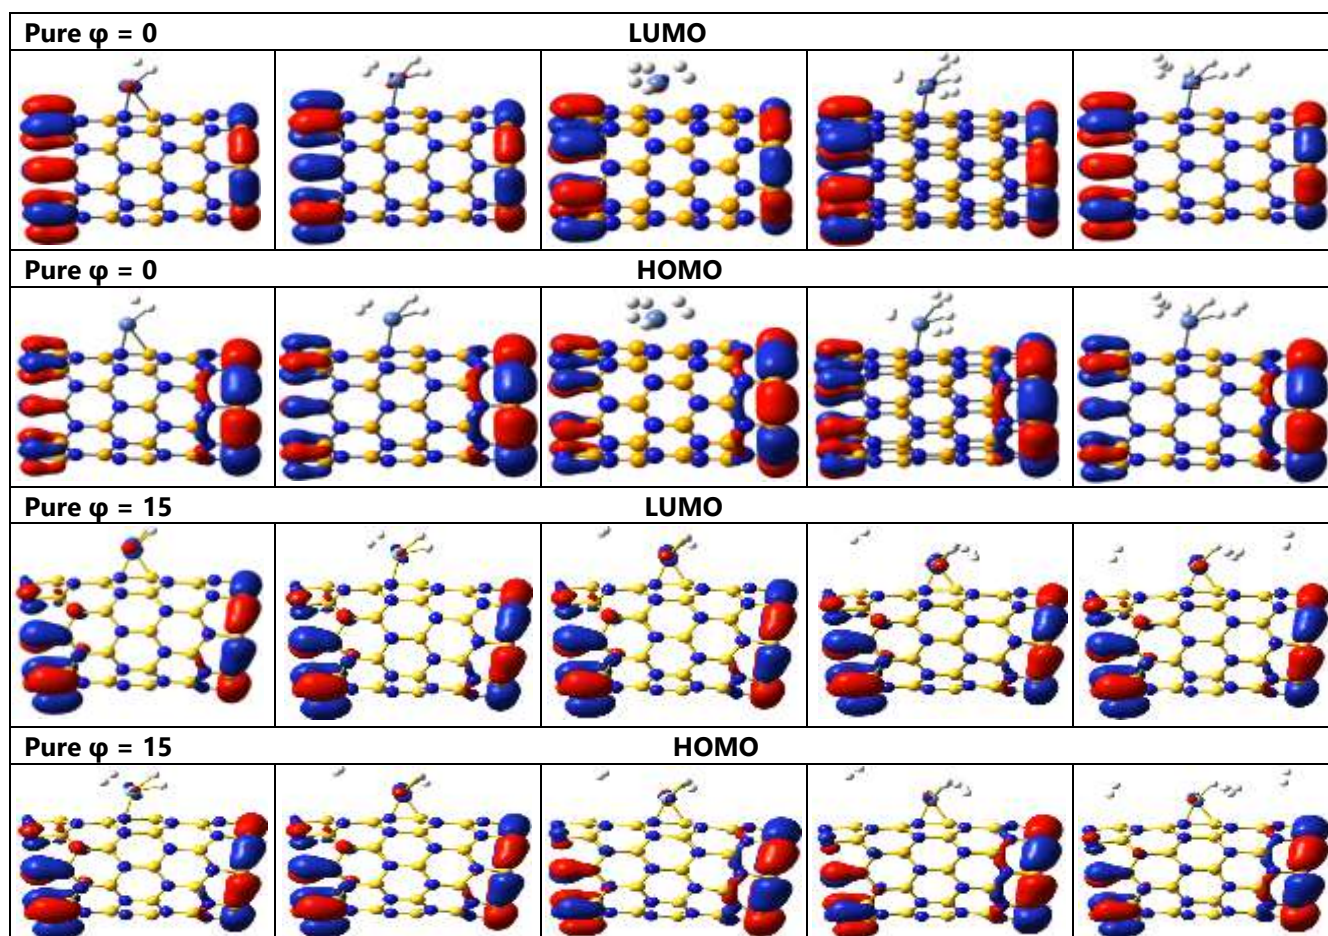 Pure φ = 0 LUMO
Pure φ = 0 HOMO
Pure φ = 15 LUMO
Pure φ = 15 HOMO